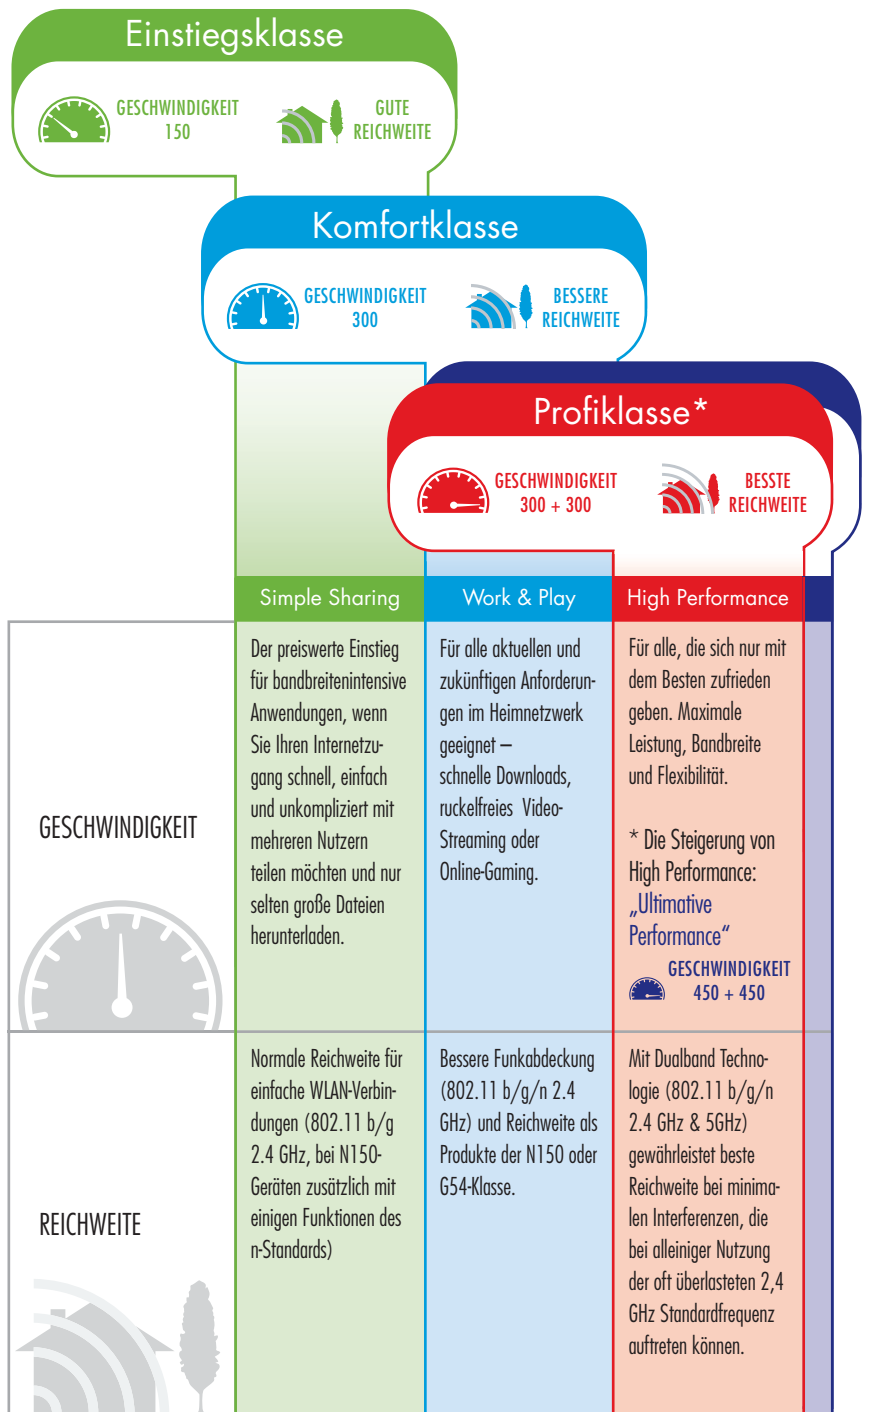 Einstiegsklasse
GESCHWINDIGKEIT
150
GUTE
REICHWEITE
Komfortklasse
GESCHWINDIGKEIT
300
BESSERE
REICHWEITE
Profiklasse*
GESCHWINDIGKEIT
300 + 300
BESSTE
REICHWEITE
Simple Sharing
Work & Play
High Performance
GESCHWINDIGKEIT
Der preiswerte Einstieg
für bandbreitenintensive
Anwendungen, wenn
Sie Ihren Internetzu-
gang schnell, einfach
und unkompliziert mit
mehreren Nutzern
teilen möchten und nur
selten große Dateien
herunterladen.
Für alle aktuellen und
zukünftigen Anforderun-
gen im Heimnetzwerk
geeignet –
schnelle Downloads,
ruckelfreies Video-
Streaming oder
Online-Gaming.
Für alle, die sich nur mit
dem Besten zufrieden
geben. Maximale
Leistung, Bandbreite
und Flexibilität.
* Die Steigerung von
High Performance:
„Ultimative
Performance“
GESCHWINDIGKEIT
450 + 450
REICHWEITE
Normale Reichweite für
einfache WLAN-Verbin-
dungen (802.11 b/g
2.4 GHz, bei N150-
Geräten zusätzlich mit
einigen Funktionen des
n-Standards)
Bessere Funkabdeckung
(802.11 b/g/n 2.4
GHz) und Reichweite als
Produkte der N150 oder
G54-Klasse.
Mit Dualband Techno-
logie (802.11 b/g/n
2.4 GHz & 5GHz)
gewährleistet beste
Reichweite bei minima-
len Interferenzen, die
bei alleiniger Nutzung
der oft überlasteten 2,4
GHz Standardfrequenz
auftreten können.